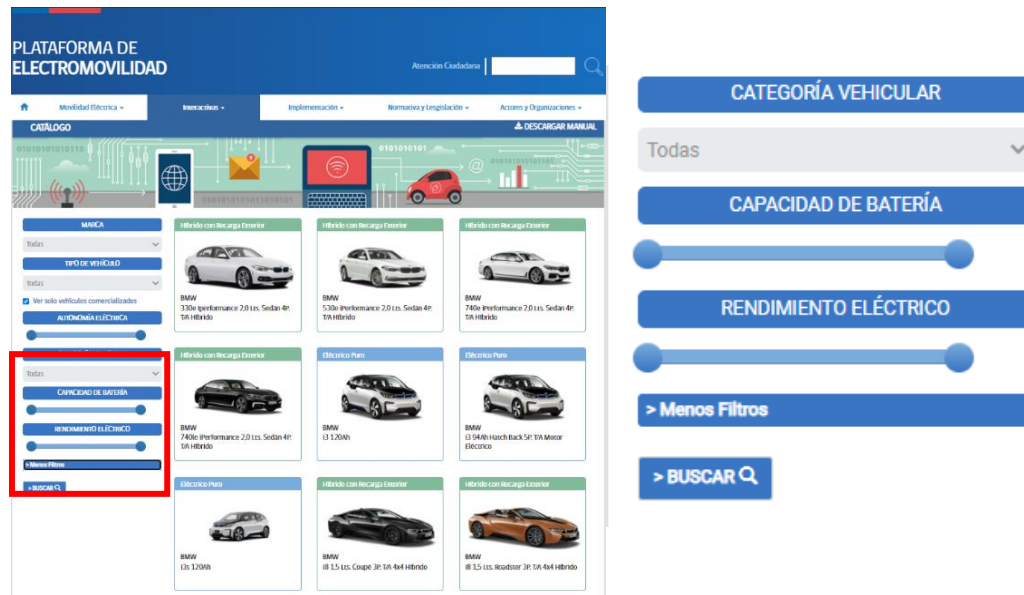 PLATAFORMA DE
ELECTROMOVILIDAD
Atención Ciudadana
Movilidad Eléctrica
Interactivos
Implementación
Normativa y Lesgislación
Actores y Organizaciones
CATÁLOGO
DESCARGAR MANUAL
0101010101110
0101010101
010101010101101
01010101011010101
MARCA
Todas
TIPO DE VEHÍCULO
Todas
Ver solo vehículos comercializados
AUTONOMÍA ELÉCTRICA
Todas
CAPACIDAD DE BATERÍA
RENDIMIENTO ELÉCTRICO
> Menos Filtros
> BUSCAR
Híbrido con Recarga Exterior
BMW
330e iperformance 2,0 Lts. Sedan 4P.
T/A Híbrido
Híbrido con Recarga Exterior
BMW
530e iPerformance 2,0 Lts. Sedan 4P.
T/A Híbrido
Híbrido con Recarga Exterior
BMW
740e iPerformance 2,0 Lts. Sedan 4P.
T/A Híbrido
Híbrido con Recarga Exterior
BMW
740le iPerformance 2,0 Lts. Sedan 4P.
T/A Híbrido
Eléctrico Puro
BMW
i3 120Ah
Eléctrico Puro
BMW
i3 94Ah Hatch Back 5P. T/A Motor
Eléctrico
Eléctrico Puro
BMW
i3s 120Ah
Híbrido con Recarga Exterior
BMW
i8 1,5 Lts. Coupé 3P. T/A 4x4 Híbrido
Híbrido con Recarga Exterior
BMW
i8 1,5 Lts. Roadster 3P. T/A 4x4 Híbrido
CATEGORÍA VEHICULAR
Todas
CAPACIDAD DE BATERÍA
RENDIMIENTO ELÉCTRICO
> Menos Filtros
> BUSCAR